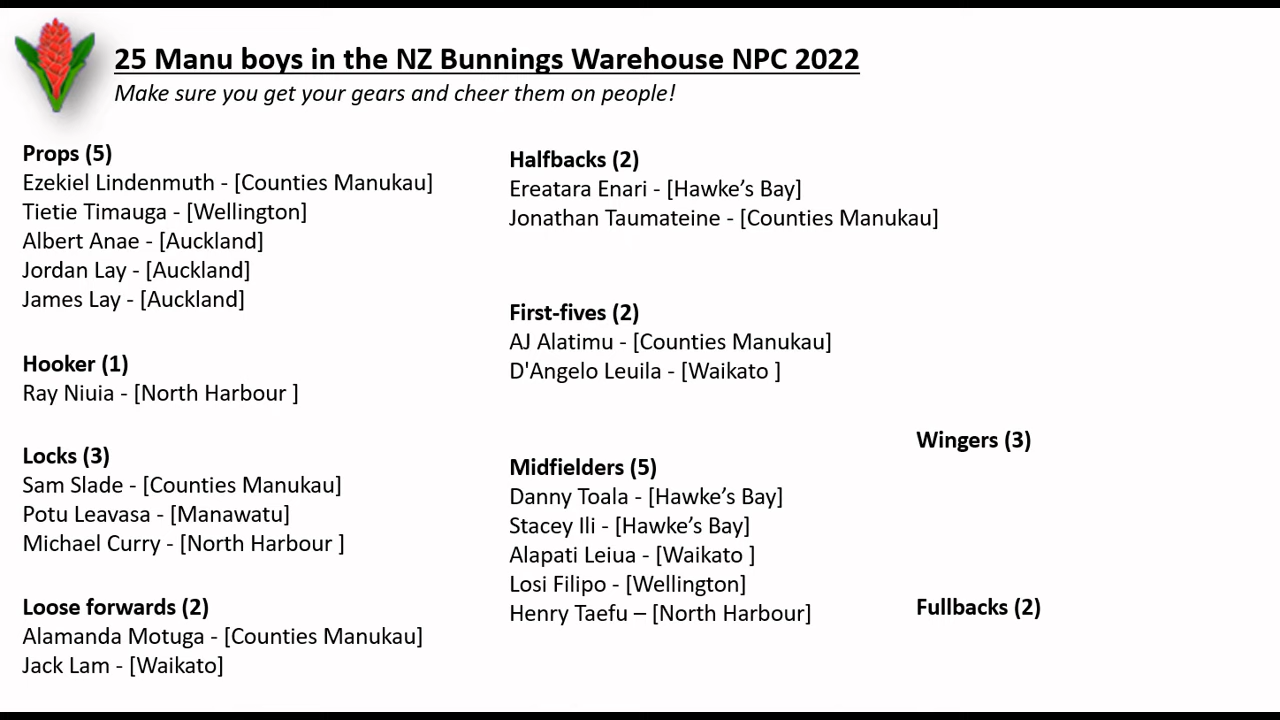 25 Manu boys in the NZ Bunnings Warehouse NPC 2022
Make sure you get your gears and cheer them on people!
Props (5)
Ezekiel Lindenmuth - [Counties Manukau]
Tietie Timauga - [Wellington]
Albert Anae - [Auckland]
Jordan Lay - [Auckland]
James Lay - [Auckland]
Hooker (1)
Ray Niuia - [North Harbour ]
Locks (3)
Sam Slade - [Counties Manukau]
Potu Leavasa - [Manawatu]
Michael Curry - [North Harbour ]
Loose forwards (2)
Alamanda Motuga - [Counties Manukau]
Jack Lam - [Waikato]
Halfbacks (2)
Ereatara Enari - [Hawke’s Bay]
Jonathan Taumateine - [Counties Manukau]
First-fives (2)
AJ Alatimu - [Counties Manukau]
D'Angelo Leuila - [Waikato ]
Midfielders (5)
Danny Toala - [Hawke’s Bay]
Stacey Ili - [Hawke’s Bay]
Alapati Leiua - [Waikato ]
Losi Filipo - [Wellington]
Henry Taefu – [North Harbour]
Wingers (3)
Fullbacks (2)